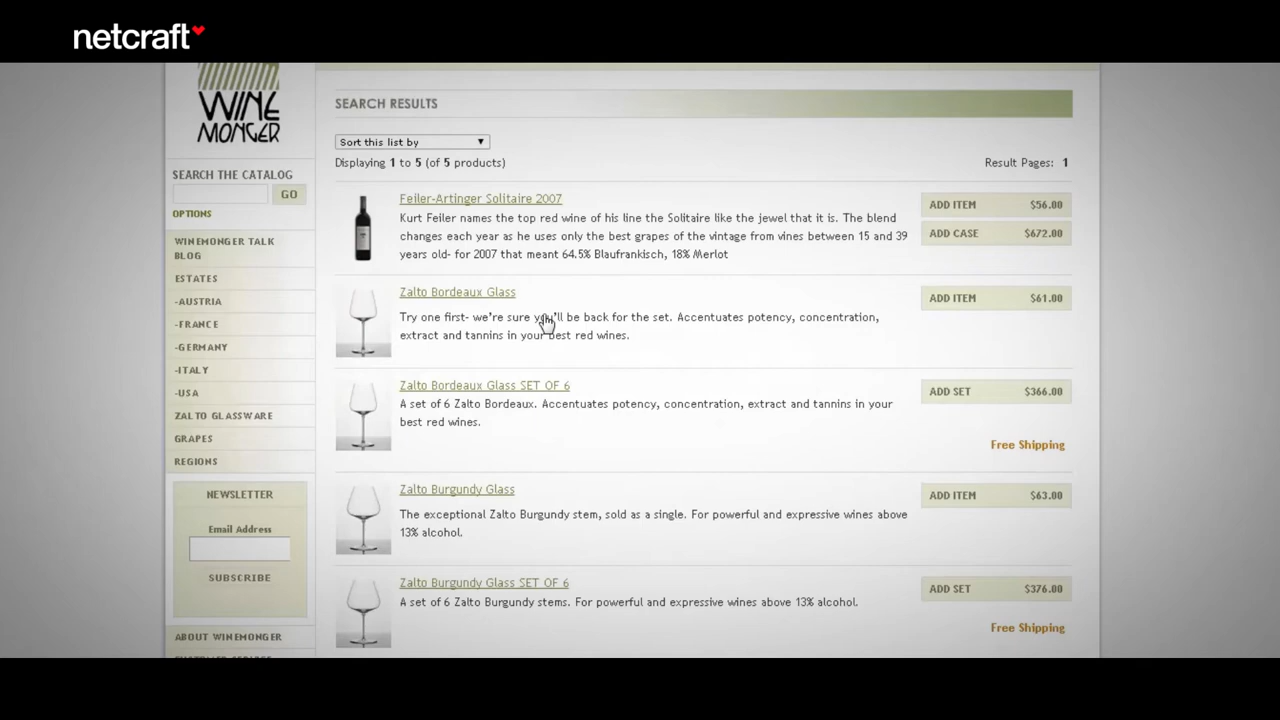 netcraft
WINE
MONGER
SEARCH THE CATALOG
GO
OPTIONS
WINEMONGER TALK
BLOG
ESTATES
-AUSTRIA
-FRANCE
-GERMANY
-ITALY
-USA
ZALTO GLASSWARE
GRAPES
REGIONS
NEWSLETTER
Email Address
SUBSCRIBE
ABOUT WINEMONGER
SEARCH RESULTS
Sort this list by
Displaying 1 to 5 (of 5 products)
Result Pages: 1
Feiler-Artinger Solitaire 2007
Kurt Feiler names the top red wine of his line the Solitaire like the jewel that it is. The blend
changes each year as he uses only the best grapes of the vintage from vines between 15 and 39
years old- for 2007 that meant 64.5% Blaufrankisch, 18% Merlot
ADD ITEM $56.00
ADD CASE $672.00
Zalto Bordeaux Glass
Try one first- we're sure you'll be back for the set. Accentuates potency, concentration,
extract and tannins in your best red wines.
ADD ITEM $61.00
Zalto Bordeaux Glass SET OF 6
A set of 6 Zalto Bordeaux. Accentuates potency, concentration, extract and tannins in your
best red wines.
ADD SET $366.00
Free Shipping
Zalto Burgundy Glass
The exceptional Zalto Burgundy stem, sold as a single. For powerful and expressive wines above
13% alcohol.
ADD ITEM $63.00
Zalto Burgundy Glass SET OF 6
A set of 6 Zalto Burgundy stems. For powerful and expressive wines above 13% alcohol.
ADD SET $376.00
Free Shipping